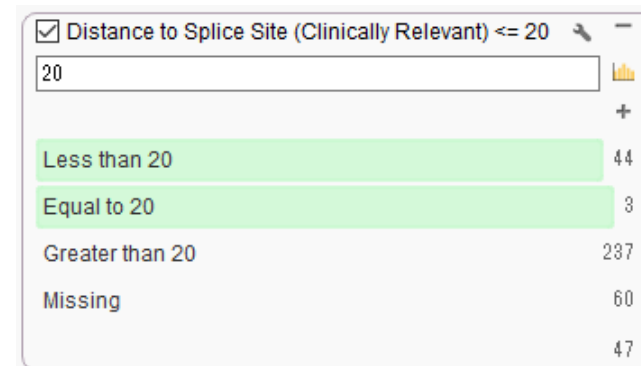 Distance to Splice Site (Clinically Relevant) <= 20
20
Less than 20 44
Equal to 20 3
Greater than 20 237
Missing 60
47